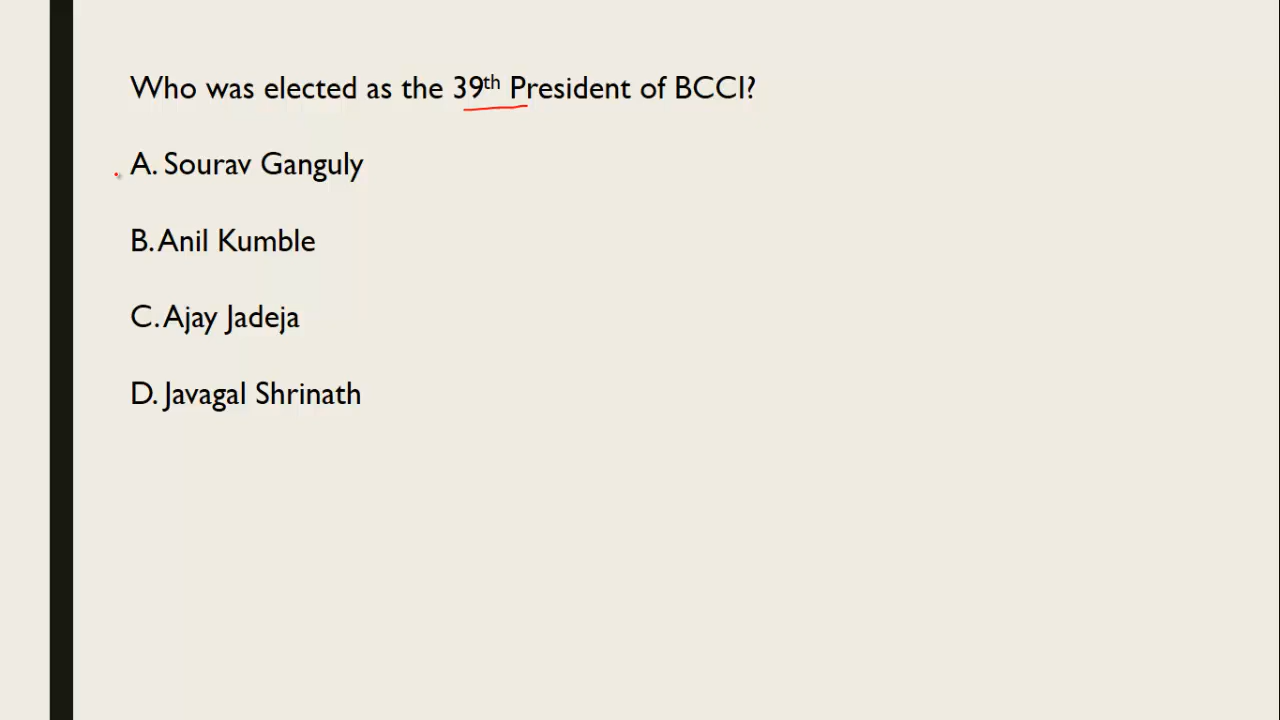 Who was elected as the 39th President of BCCI?
A. Sourav Ganguly
B. Anil Kumble
C. Ajay Jadeja
D. Javagal Shrinath